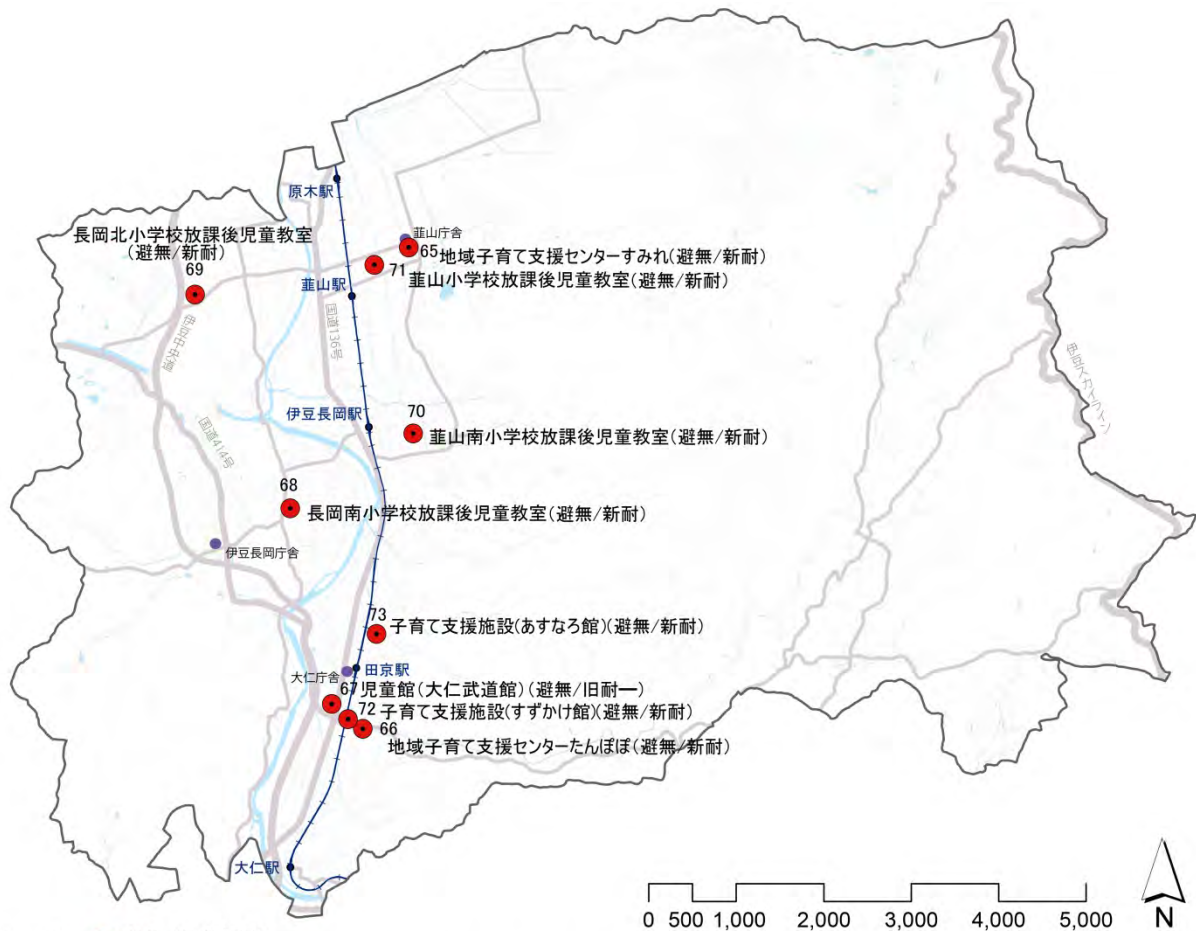 原木駅
長岡北小学校放課後児童教室
(避無/新耐)
69
韮山庁舎
65
地域子育て支援センターすみれ(避無/新耐)
71
韮山小学校放課後児童教室(避無/新耐)
韮山駅
国道136号
伊豆中央道
伊豆スカイライン
伊豆長岡駅
70
韮山南小学校放課後児童教室(避無/新耐)
国道414号
68
長岡南小学校放課後児童教室(避無/新耐)
伊豆長岡庁舎
73
子育て支援施設(あすなろ館)(避無/新耐)
大仁庁舎
田京駅
67 児童館(大仁武道館)(避無/旧耐ー)
72 子育て支援施設(すずかけ館)(避無/新耐)
66
地域子育て支援センターたんぽぽ(避無/新耐)
大仁駅
0 500 1,000 2,000 3,000 4,000 5,000
N